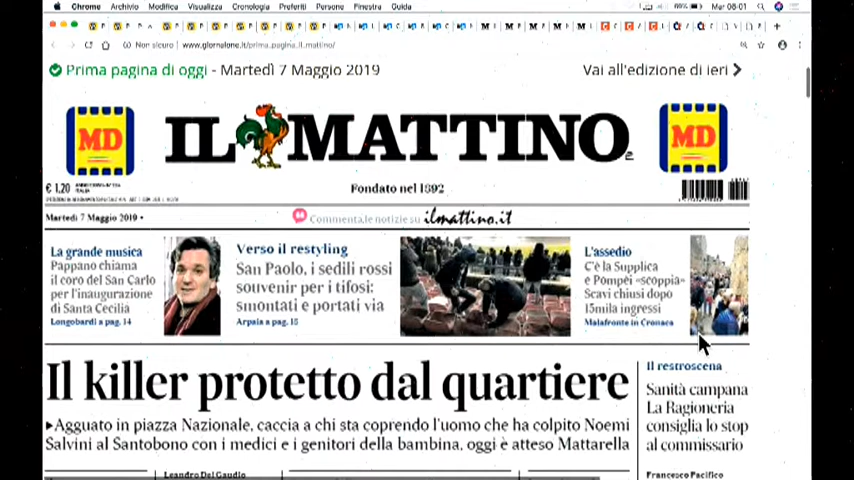 Chrome Archivio Modifica Visualizza Cronologia Preferiti Persone Finestra Guida
Mar 08:01
Non sicuro www.giornalone.it/prima_pagina_il_mattino/
Prima pagina di oggi - Martedì 7 Maggio 2019
Vai all'edizione di ieri
MD
IL MATTINO
MD
€ 1,20
Fondato nel 1892
Martedì 7 Maggio 2019 •
Commenta le notizie su ilmattino.it
La grande musica
Pappano chiama
il coro del San Carlo
per l'inaugurazione
di Santa Cecilia
Longobardi a pag. 14
Verso il restyling
San Paolo, i sedili rossi
souvenir per i tifosi:
smontati e portati via
Arpaia a pag. 15
L'assedio
C'è la Supplica
e Pompei «scoppia»
Scavi chiusi dopo
15mila ingressi
Malafronte in Cronaca
Il killer protetto dal quartiere
Agguato in piazza Nazionale, caccia a chi sta coprendo l'uomo che ha colpito Noemi
Salvini al Santobono con i medici e i genitori della bambina, oggi è atteso Mattarella
Il restroscena
Sanità campana
La Ragioneria
consiglia lo stop
al commissario
Leandro Del Gaudio
Francesco Pacifico